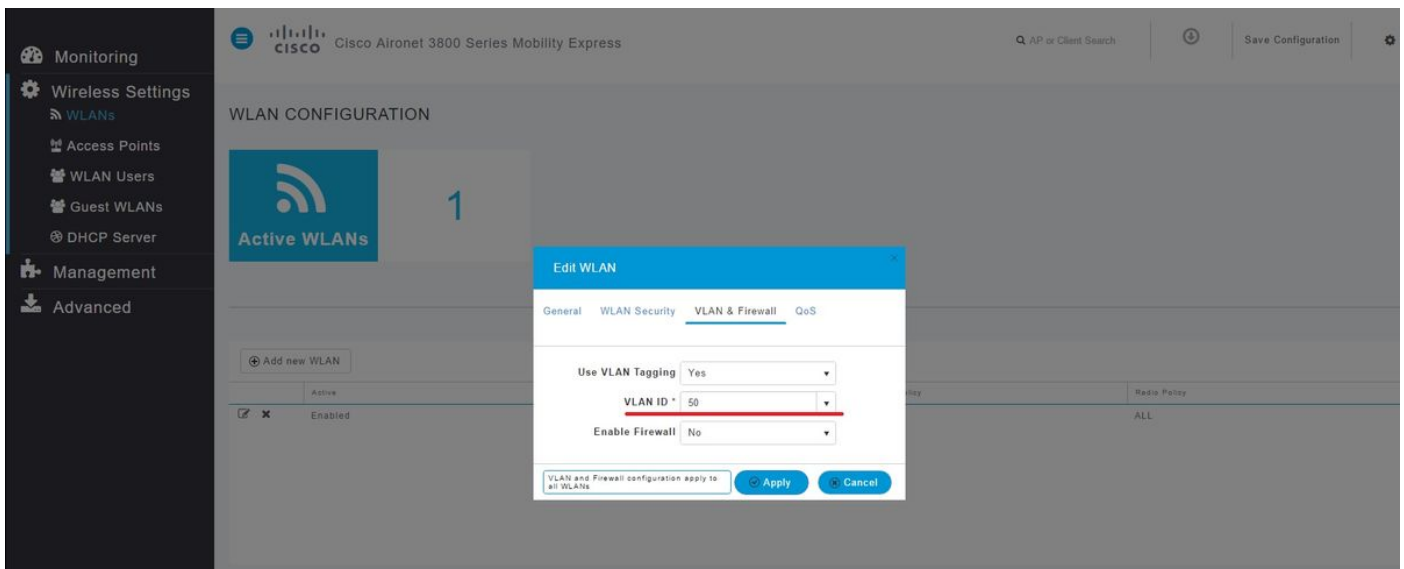 Monitoring
Wireless Settings
WLANs
Access Points
WLAN Users
Guest WLANs
DHCP Server
Management
Advanced
CISCO
Cisco Aironet 3800 Series Mobility Express
AP or Client Search
Save Configuration
WLAN CONFIGURATION
Active WLANs
1
Add new WLAN
Active
Radio Policy
Enabled
ALL
Edit WLAN
General WLAN Security VLAN & Firewall QoS
Use VLAN Tagging Yes
VLAN ID * 50
Enable Firewall No
VLAN and Firewall configuration apply to
all WLANs
Apply
Cancel